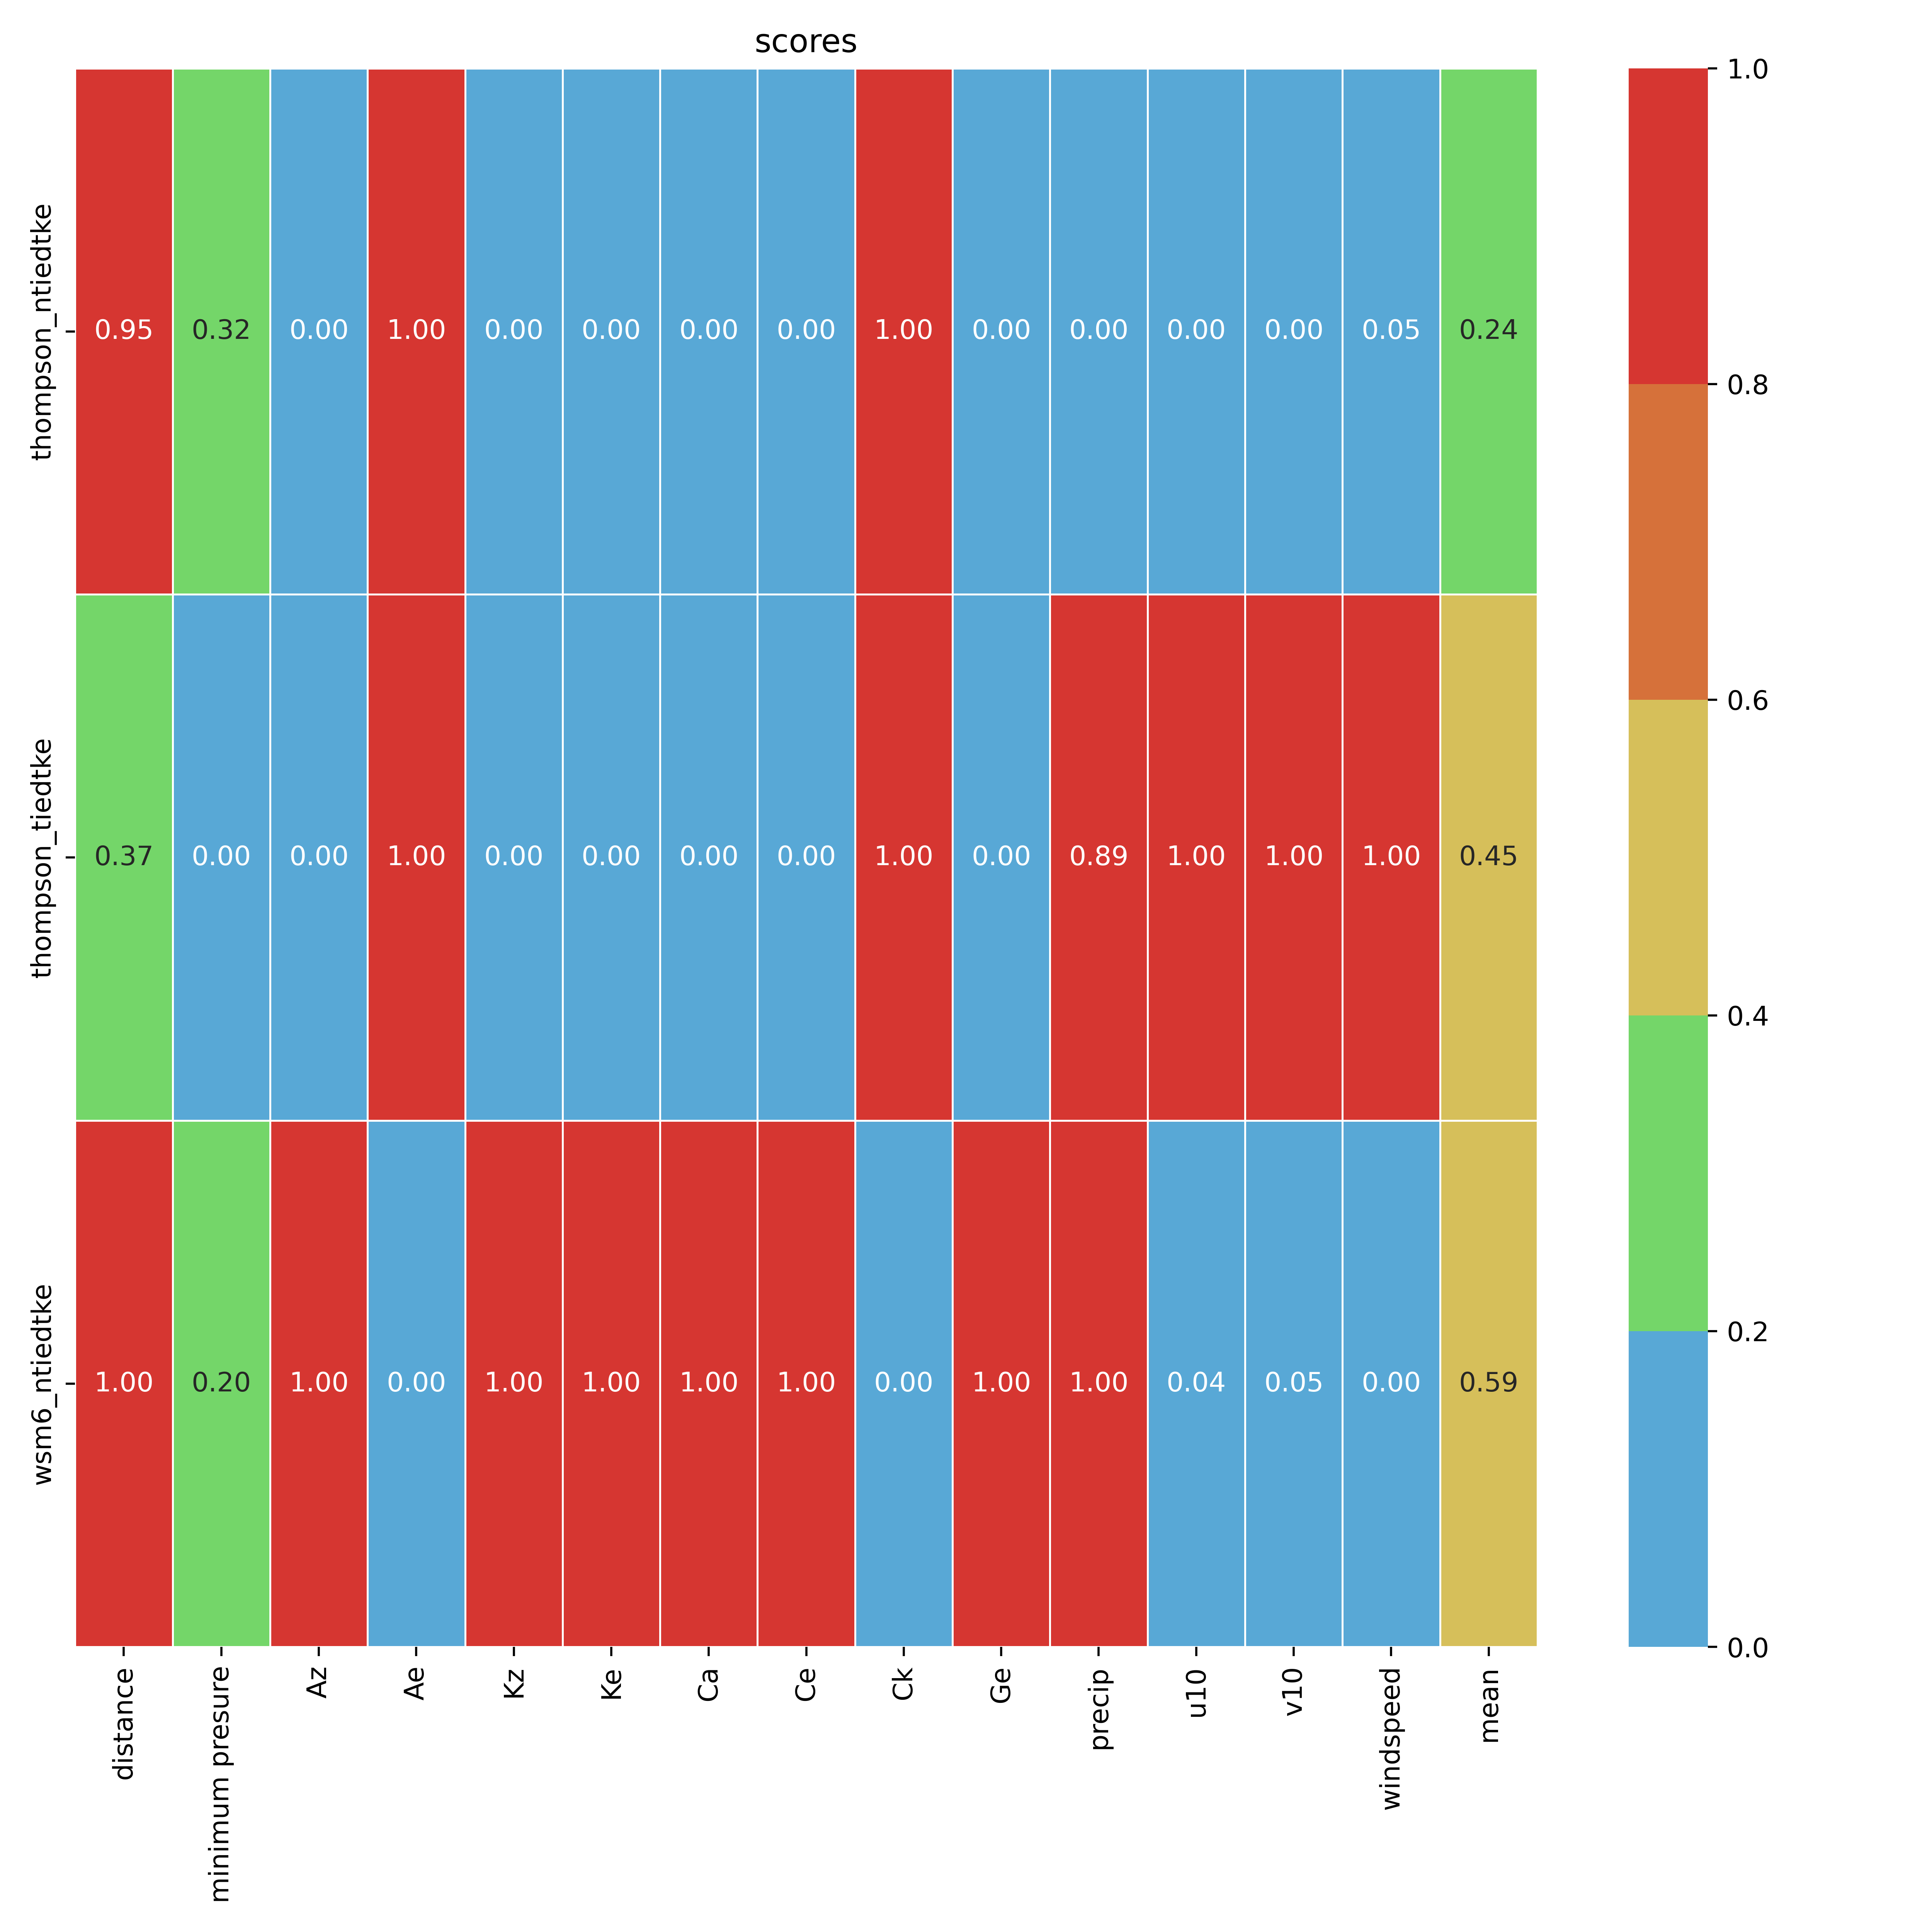 scores
thompson_ntiedtke
0.95 0.32 0.00 1.00 0.00 0.00 0.00 0.00 1.00 0.00 0.00 0.00 0.00 0.05 0.24
thompson_tiedtke
0.37 0.00 0.00 1.00 0.00 0.00 0.00 0.00 1.00 0.00 0.89 1.00 1.00 1.00 0.45
wsm6_ntiedtke
1.00 0.20 1.00 0.00 1.00 1.00 1.00 1.00 0.00 1.00 1.00 0.04 0.05 0.00 0.59
distance
minimum presure
Az
Ae
Kz
Ke
Ca
Ce
Ck
Ge
precip
u10
v10
windspeed
mean
1.0
0.8
0.6
0.4
0.2
0.0